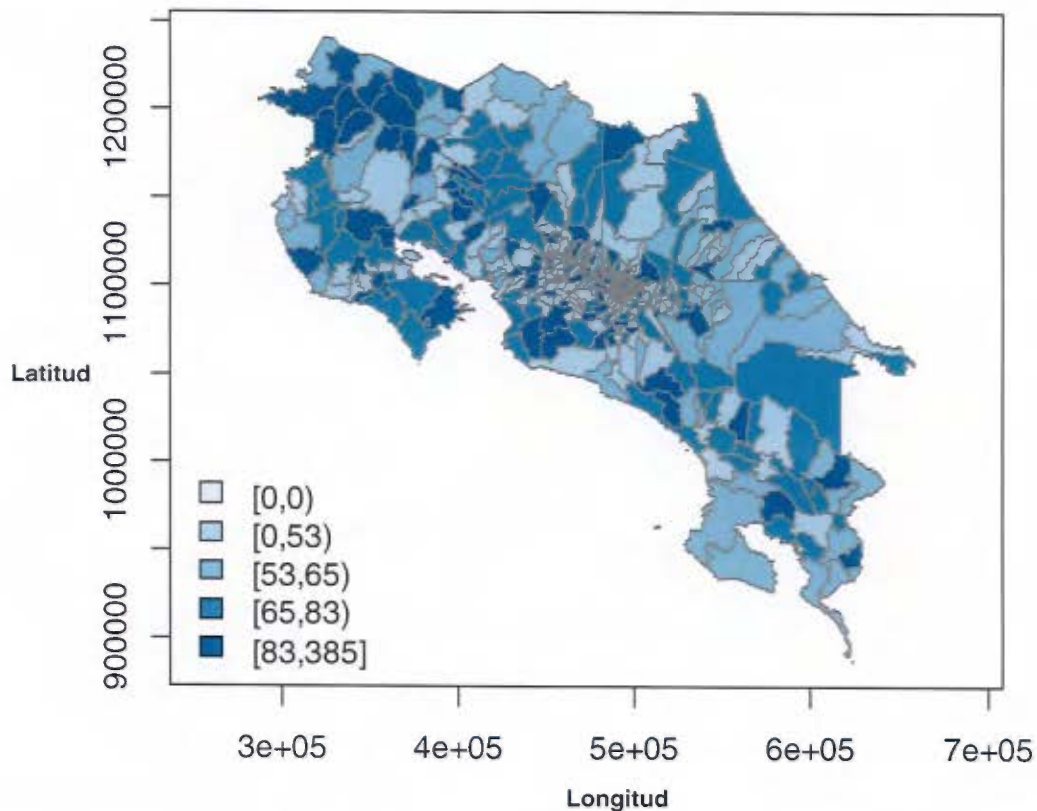 1200000
1100000
1000000
900000
Latitud
[0,0)
[0,53)
[53,65)
[65,83)
[83,385]
3e+05
4e+05
5e+05
6e+05
7e+05
Longitud